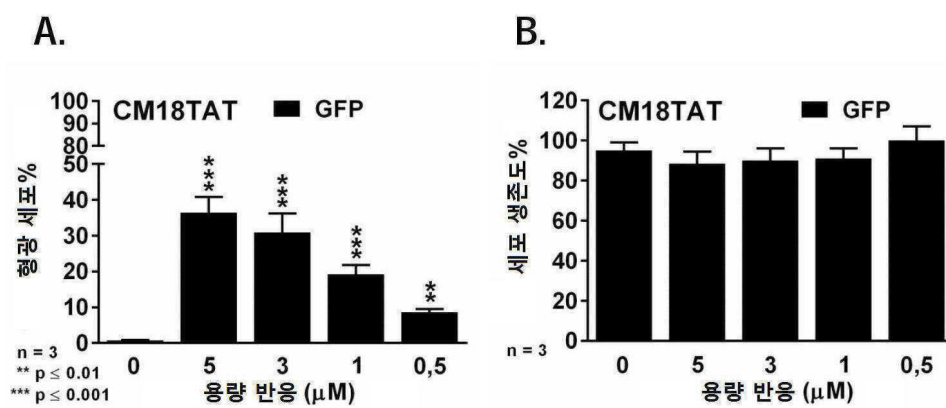 A.
형광 세포%
100
90
80
50
40
30
20
10
0
CM18TAT
GFP
***
***
***
**
0 5 3 1 0,5
용량 반응 (μM)
n = 3
** p ≤ 0.01
*** p ≤ 0.001
B.
세포 생존도%
120
100
80
60
40
20
0
CM18TAT
GFP
0 5 3 1 0,5
용량 반응 (μM)
n = 3